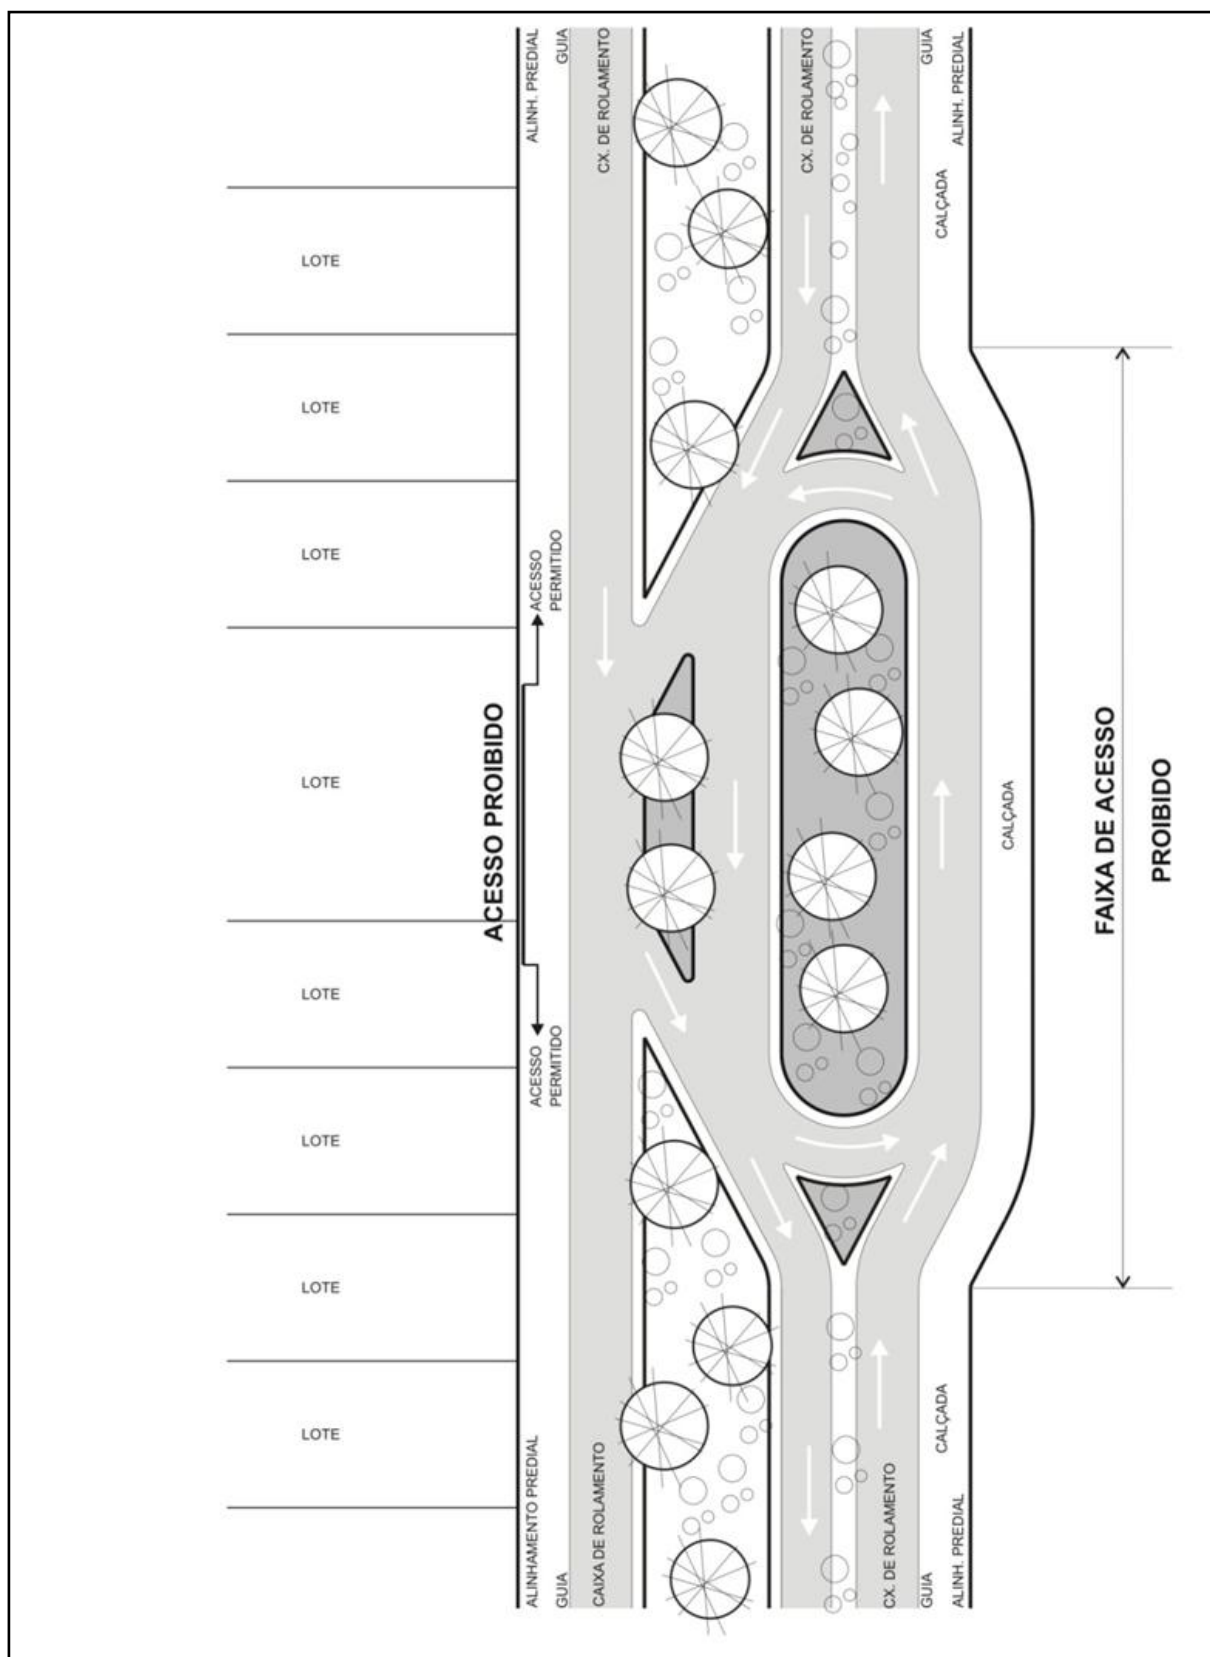 ALINH. PREDIAL
GUIA
CX. DE ROLAMENTO
CX. DE ROLAMENTO
GUIA
ALINH. PREDIAL
CALÇADA
LOTE
LOTE
LOTE
ACESSO
PERMITIDO
ACESSO PROIBIDO
LOTE
CALÇADA
FAIXA DE ACESSO
PROIBIDO
LOTE
ACESSO
PERMITIDO
LOTE
LOTE
LOTE
ALINHAMENTO PREDIAL
GUIA
CAIXA DE ROLAMENTO
CX. DE ROLAMENTO
GUIA
CALÇADA
ALINH. PREDIAL